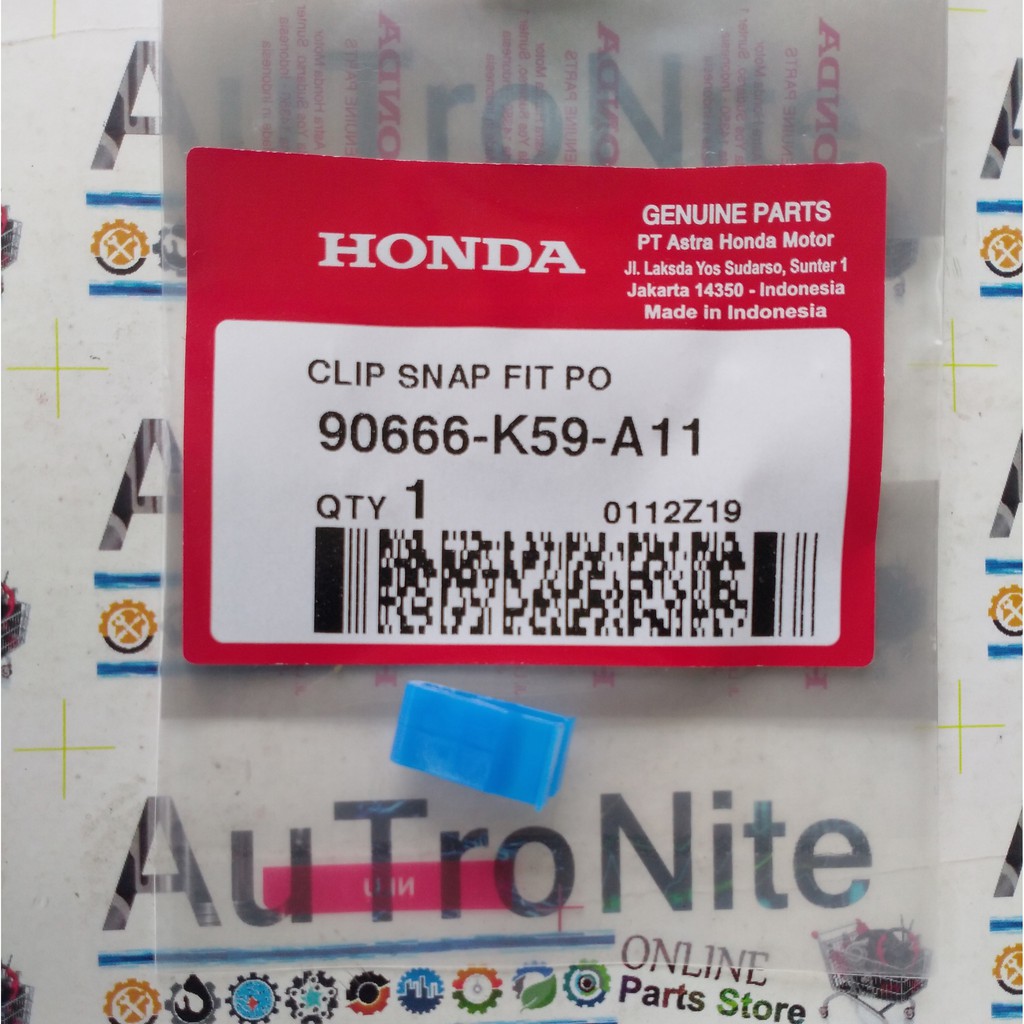 HONDA
GENUINE PARTS
PT Astra Honda Motor
Jl. Laksda Yos Sudarso, Sunter 1
Jakarta 14350 - Indonesia
Made in Indonesia
CLIP SNAP FIT PO
90666-K59-A11
QTY 1
0112Z19
AuTroNite
ONLINE
Parts Store